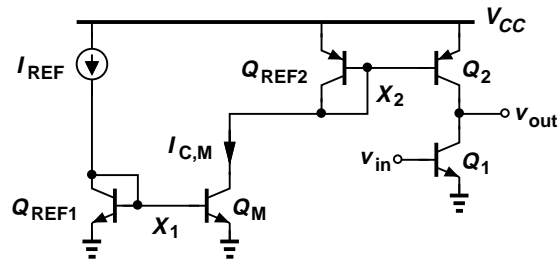 V_CC
I_REF
Q_REF2
Q_2
X_2
v_out
I_C,M
v_in
Q_1
Q_REF1
Q_M
X_1